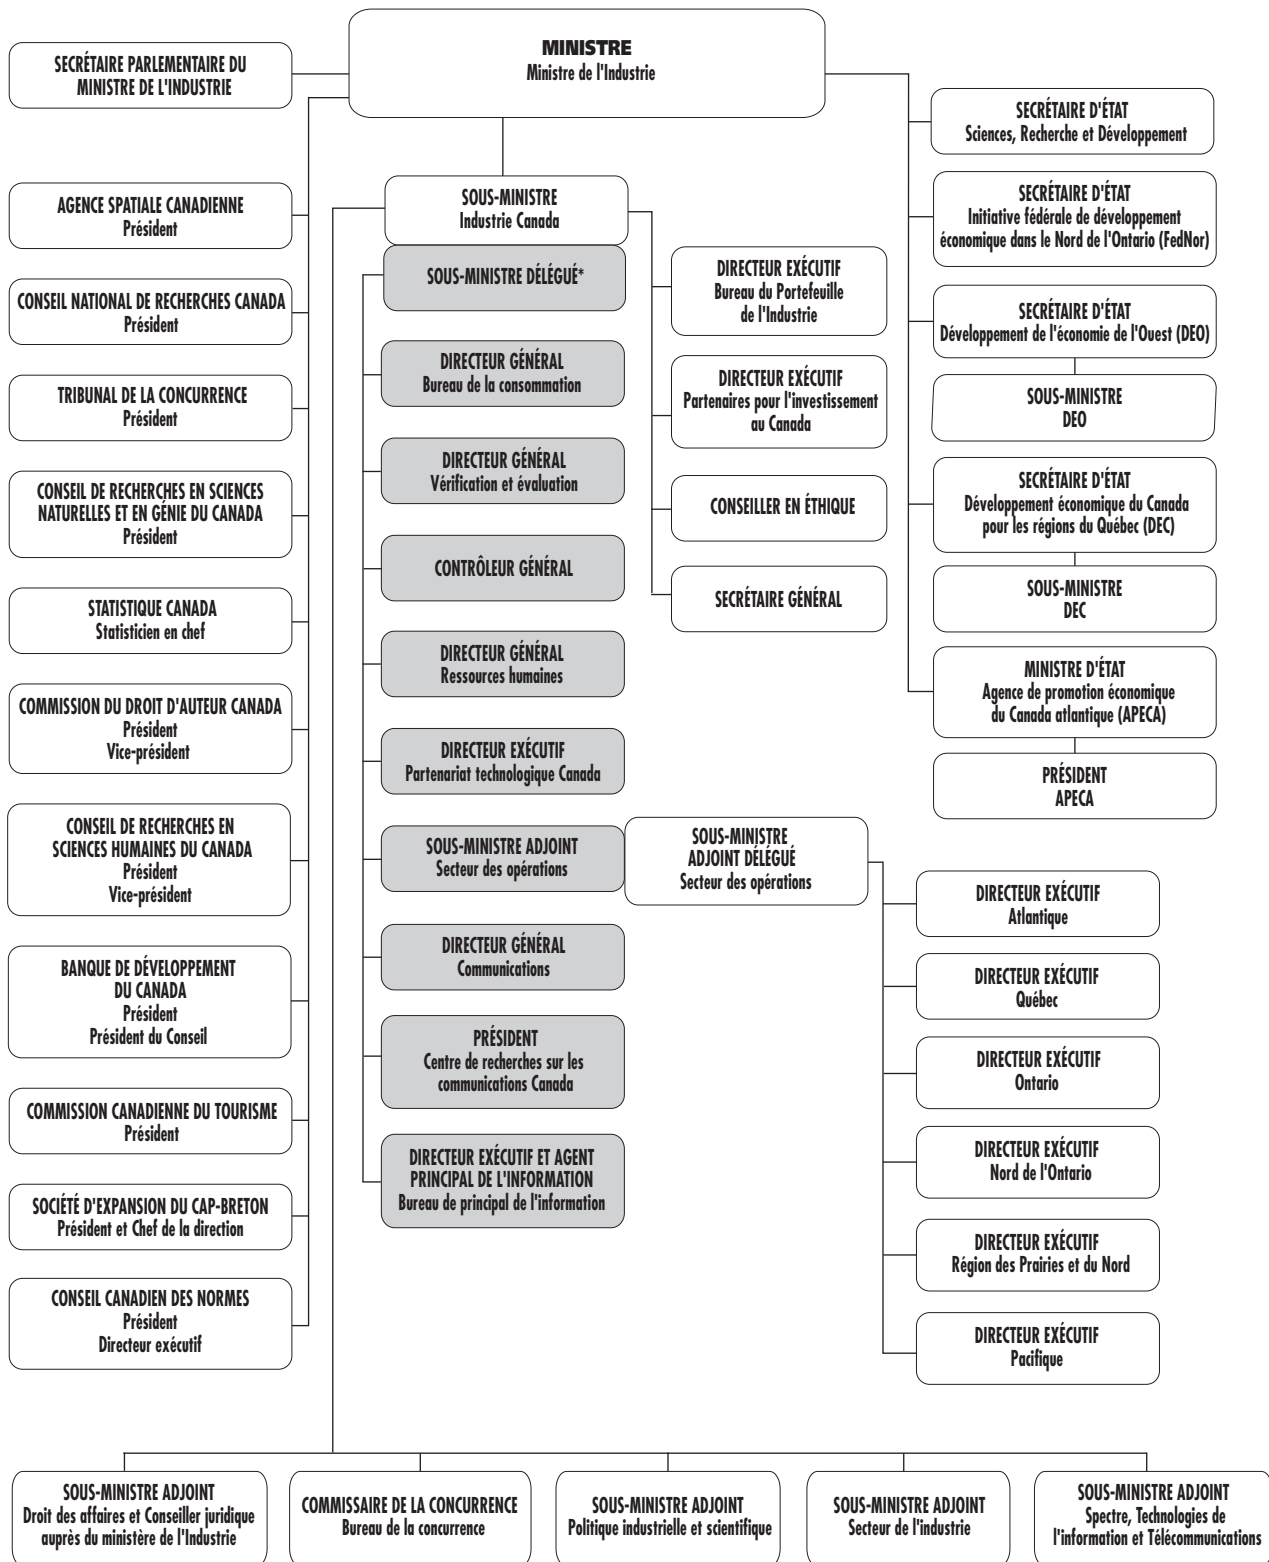 MINISTRE
Ministre de l'Industrie
SECRÉTAIRE PARLEMENTAIRE DU
MINISTRE DE L'INDUSTRIE
AGENCE SPATIALE CANADIENNE
Président
CONSEIL NATIONAL DE RECHERCHES CANADA
Président
TRIBUNAL DE LA CONCURRENCE
Président
CONSEIL DE RECHERCHES EN SCIENCES
NATURELLES ET EN GÉNIE DU CANADA
Président
STATISTIQUE CANADA
Statisticien en chef
COMMISSION DU DROIT D'AUTEUR CANADA
Président
Vice-président
CONSEIL DE RECHERCHES EN
SCIENCES HUMAINES DU CANADA
Président
Vice-président
BANQUE DE DÉVELOPPEMENT
DU CANADA
Président
Président du Conseil
COMMISSION CANADIENNE DU TOURISME
Président
SOCIÉTÉ D'EXPANSION DU CAP-BRETON
Président et Chef de la direction
CONSEIL CANADIEN DES NORMES
Président
Directeur exécutif
SOUS-MINISTRE
Industrie Canada
SOUS-MINISTRE DÉLÉGUÉ*
DIRECTEUR GÉNÉRAL
Bureau de la consommation
DIRECTEUR GÉNÉRAL
Vérification et évaluation
CONTRÔLEUR GÉNÉRAL
DIRECTEUR GÉNÉRAL
Ressources humaines
DIRECTEUR EXÉCUTIF
Partenariat technologique Canada
SOUS-MINISTRE ADJOINT
Secteur des opérations
DIRECTEUR GÉNÉRAL
Communications
PRÉSIDENT
Centre de recherches sur les
communications Canada
DIRECTEUR EXÉCUTIF ET AGENT
PRINCIPAL DE L'INFORMATION
Bureau de principal de l'information
DIRECTEUR EXÉCUTIF
Bureau du Portefeuille
de l'Industrie
DIRECTEUR EXÉCUTIF
Partenaires pour l'investissement
au Canada
CONSEILLER EN ÉTHIQUE
SECRÉTAIRE GÉNÉRAL
SOUS-MINISTRE
ADJOINT DÉLÉGUÉ
Secteur des opérations
SECRÉTAIRE D'ÉTAT
Sciences, Recherche et Développement
SECRÉTAIRE D'ÉTAT
Initiative fédérale de développement
économique dans le Nord de l'Ontario (FedNor)
SECRÉTAIRE D'ÉTAT
Développement de l'économie de l'Ouest (DEO)
SOUS-MINISTRE
DEO
SECRÉTAIRE D'ÉTAT
Développement économique du Canada
pour les régions du Québec (DEC)
SOUS-MINISTRE
DEC
MINISTRE D'ÉTAT
Agence de promotion économique
du Canada atlantique (APECA)
PRÉSIDENT
APECA
DIRECTEUR EXÉCUTIF
Atlantique
DIRECTEUR EXÉCUTIF
Québec
DIRECTEUR EXÉCUTIF
Ontario
DIRECTEUR EXÉCUTIF
Nord de l'Ontario
DIRECTEUR EXÉCUTIF
Région des Prairies et du Nord
DIRECTEUR EXÉCUTIF
Pacifique
SOUS-MINISTRE ADJOINT
Droit des affaires et Conseiller juridique
auprès du ministère de l'Industrie
COMMISSAIRE DE LA CONCURRENCE
Bureau de la concurrence
SOUS-MINISTRE ADJOINT
Politique industrielle et scientifique
SOUS-MINISTRE ADJOINT
Secteur de l'industrie
SOUS-MINISTRE ADJOINT
Spectre, Technologies de
l'information et Télécommunications